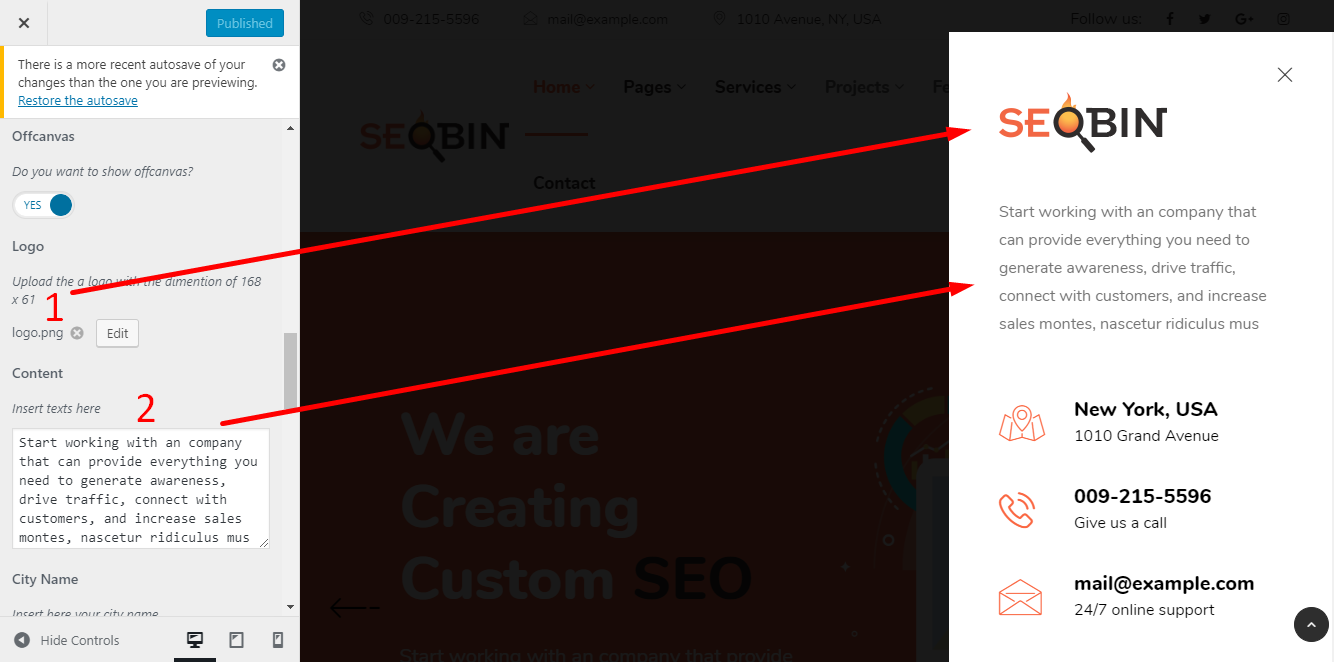 Published
There is a more recent autosave of your
changes than the one you are previewing.
Restore the autosave
Offcanvas
Do you want to show offcanvas?
YES
Logo
Upload the a logo with the dimention of 168
x 61
1
logo.png
Edit
Content
Insert texts here
2
Start working with an company
that can provide everything you
need to generate awareness,
drive traffic, connect with
customers, and increase sales
montes, nascetur ridiculus mus
City Name
Insert here your city name
Hide Controls
009-215-5596
mail@example.com
1010 Avenue, NY, USA
Follow us:
SEOBIN
Home
Pages
Services
Projects
Fe
Contact
We are
Creating
Custom SEO
Start working with an company that provide
SEOBIN
Start working with an company that
can provide everything you need to
generate awareness, drive traffic,
connect with customers, and increase
sales montes, nascetur ridiculus mus
New York, USA
1010 Grand Avenue
009-215-5596
Give us a call
mail@example.com
24/7 online support